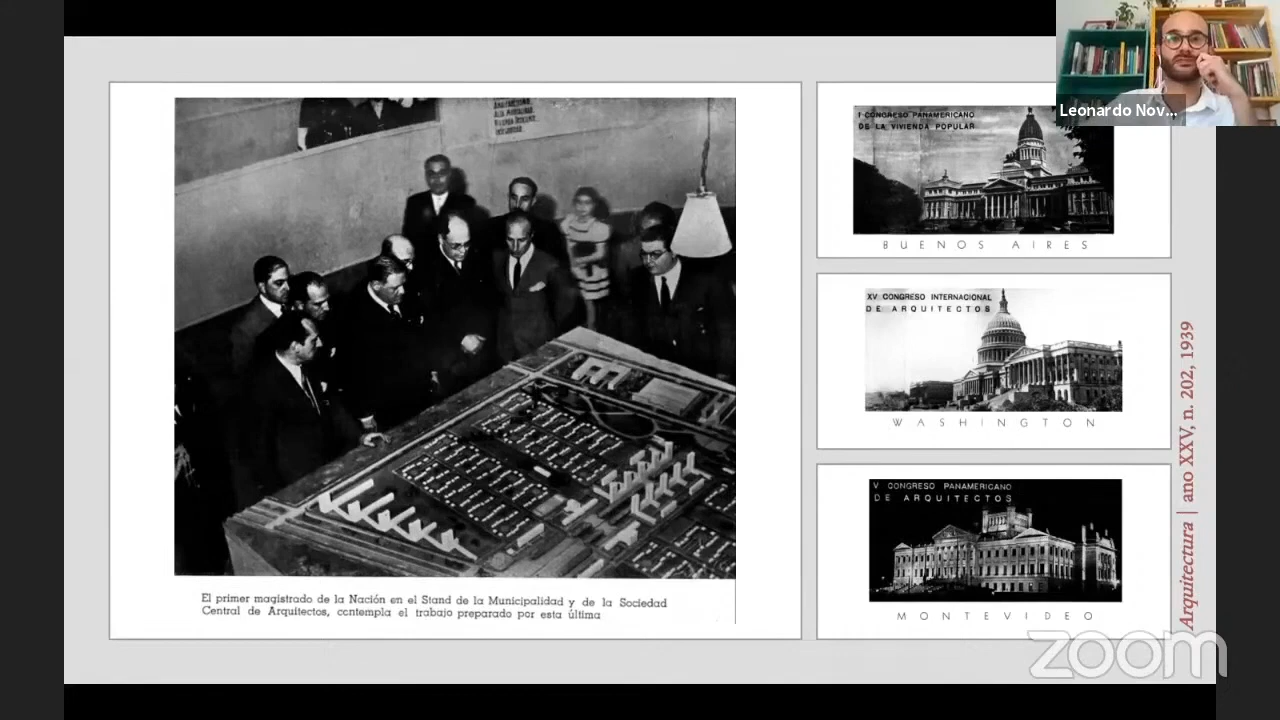 El primer magistrado de la Nación en el Stand de la Municipalidad y de la Sociedad
Central de Arquitectos, contempla el trabajo preparado por esta última
I CONGRESO PANAMERICANO
DE LA VIVIENDA POPULAR
BUENOS AIRES
XV CONGRESO INTERNACIONAL
DE ARQUITECTOS
WASHINGTON
V CONGRESO PANAMERICANO
DE ARQUITECTOS
MONTEVIDEO
Arquitectura | ano XXV, n. 202, 1939
Leonardo Nov...
zoom